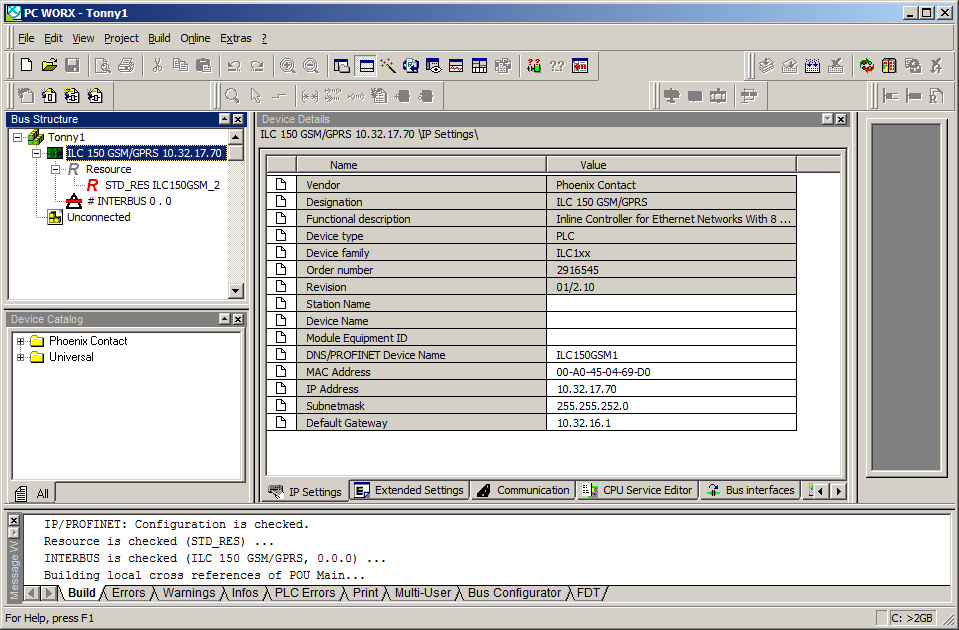 PC WORX - Tonny1
File Edit View Project Build Online Extras ?
Bus Structure
Tonny1
ILC 150 GSM/GPRS 10.32.17.70
R Resource
R STD_RES ILC150GSM_2
# INTERBUS 0 . 0
Unconnected
Device Catalog
Phoenix Contact
Universal
All
Device Details
ILC 150 GSM/GPRS 10.32.17.70 \IP Settings\
Name Value
Vendor Phoenix Contact
Designation ILC 150 GSM/GPRS
Functional description Inline Controller for Ethernet Networks With 8 ...
Device type PLC
Device family ILC1xx
Order number 2916545
Revision 01/2.10
Station Name
Device Name
Module Equipment ID
DNS/PROFINET Device Name ILC150GSM1
MAC Address 00-A0-45-04-69-D0
IP Address 10.32.17.70
Subnetmask 255.255.252.0
Default Gateway 10.32.16.1
IP Settings Extended Settings Communication CPU Service Editor Bus interfaces
Message W
IP/PROFINET: Configuration is checked.
Resource is checked (STD_RES) ...
INTERBUS is checked (ILC 150 GSM/GPRS, 0.0.0) ...
Building local cross references of POU Main...
Build Errors Warnings Infos PLC Errors Print Multi-User Bus Configurator FDT
For Help, press F1
C: >2GB